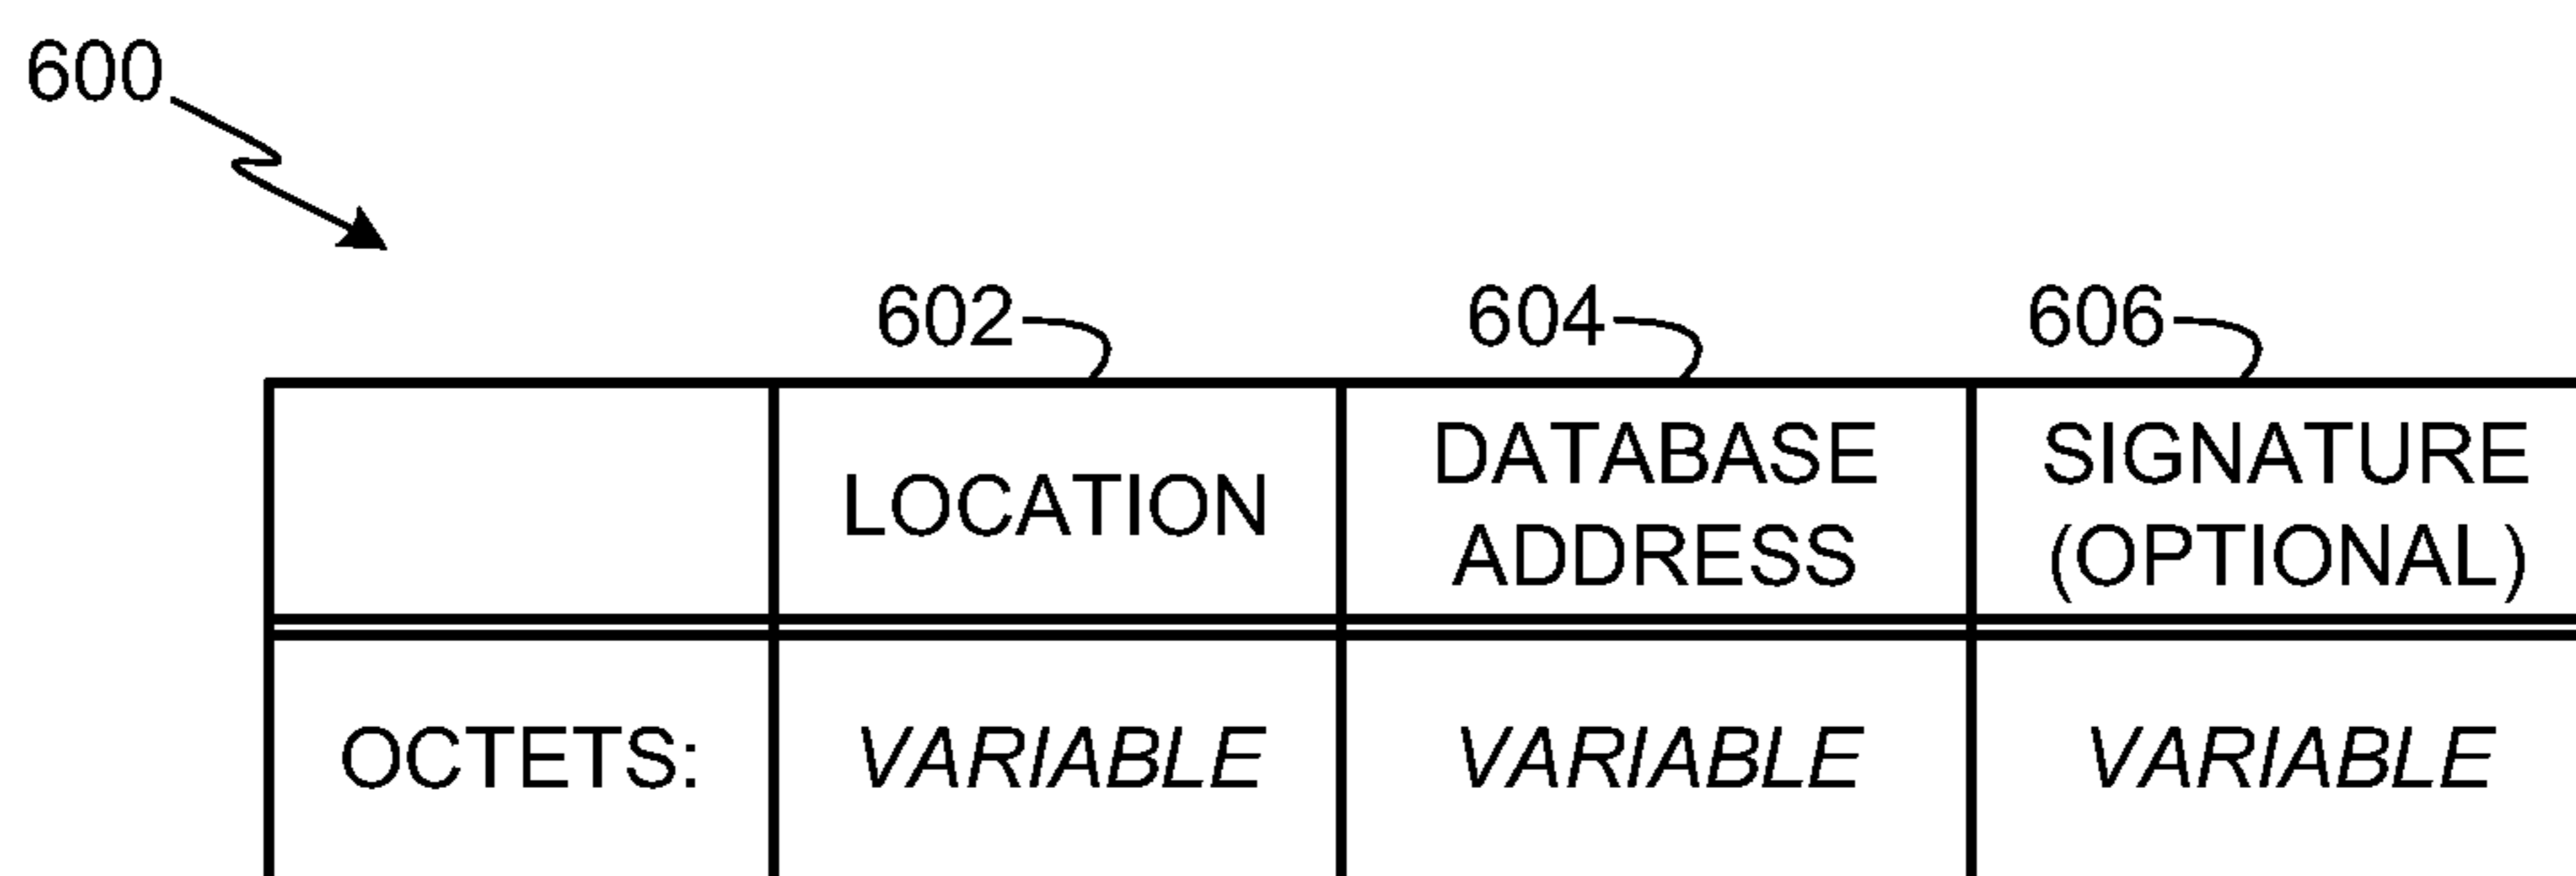 600
602
604
606
LOCATION
DATABASE
ADDRESS
SIGNATURE
(OPTIONAL)
OCTETS:
VARIABLE
VARIABLE
VARIABLE